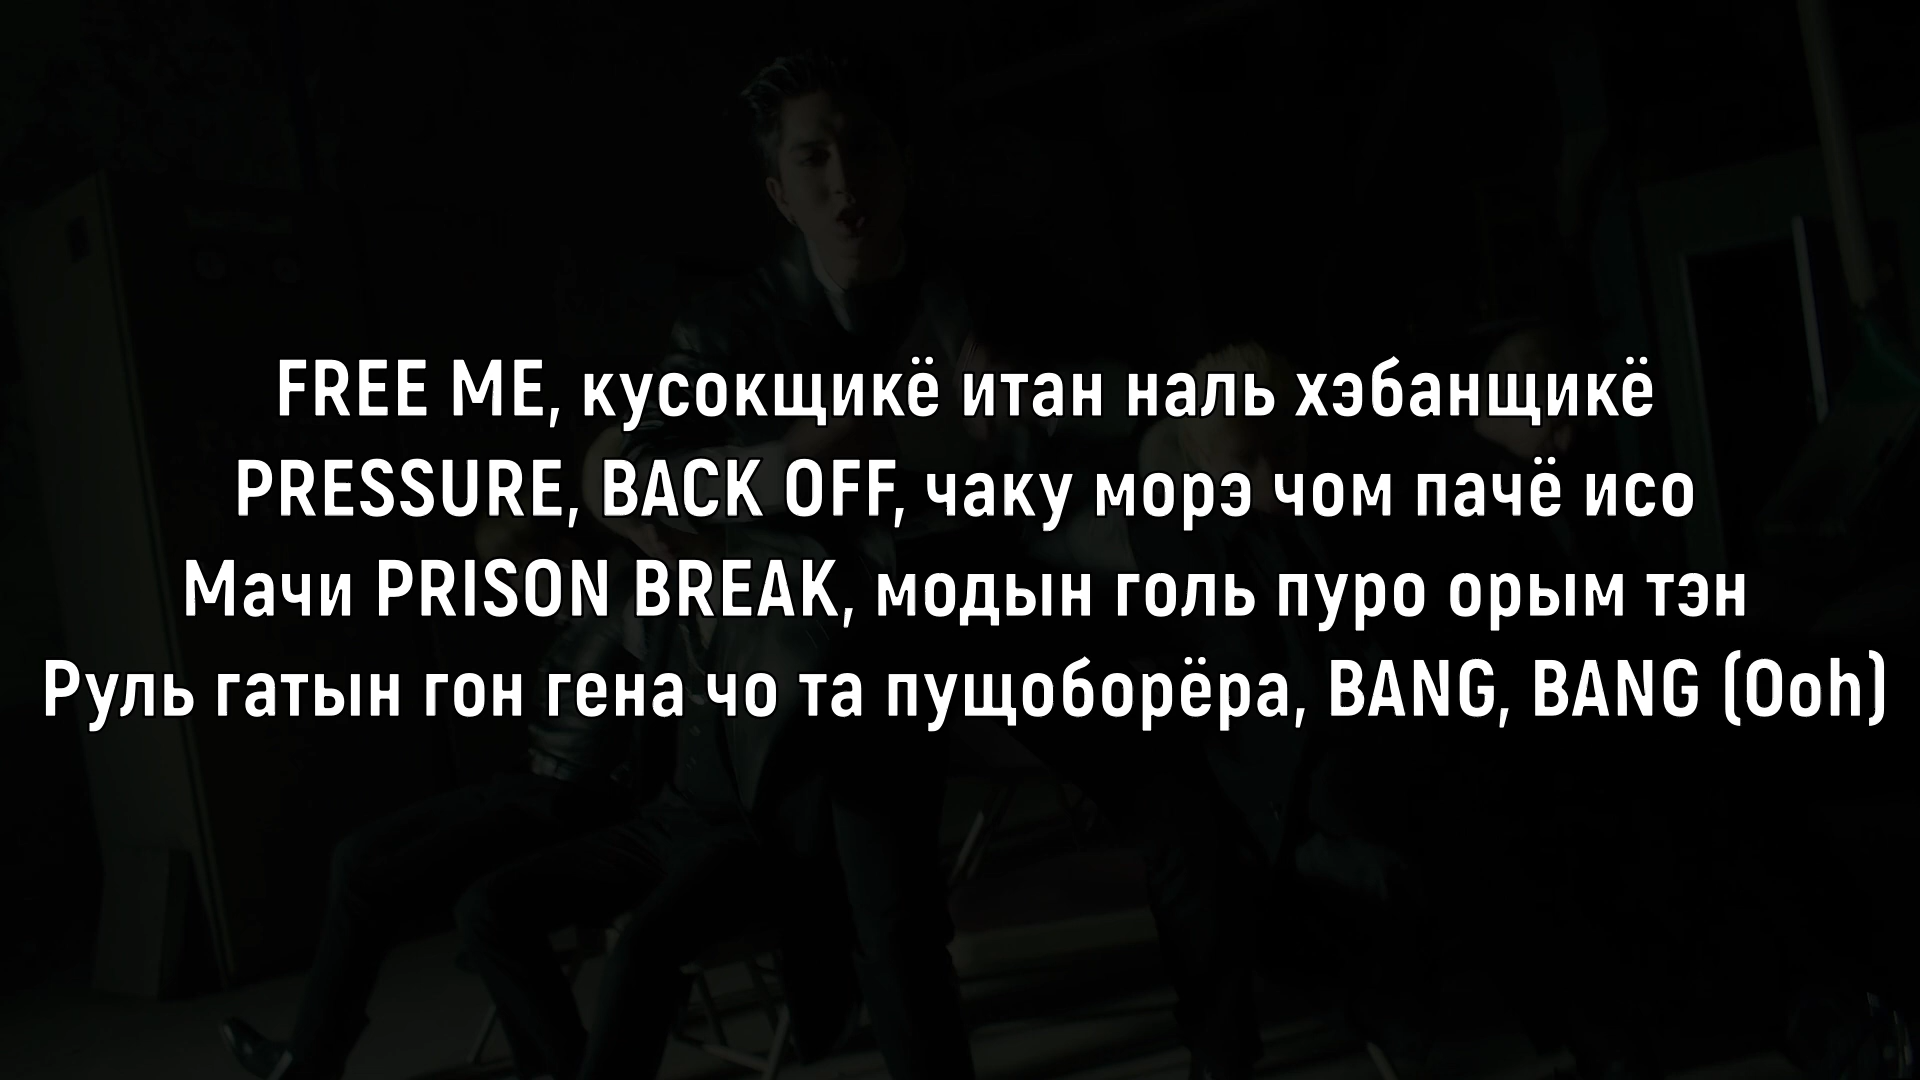 FREE ME, кусокщикё итан наль хэбанщикё
PRESSURE, BACK OFF, чаку морэ чом пачё исо
Мачи PRISON BREAK, модын голь пуро орым тэн
Руль гатын гон гена чо та пущоборёра, BANG, BANG (Ooh)